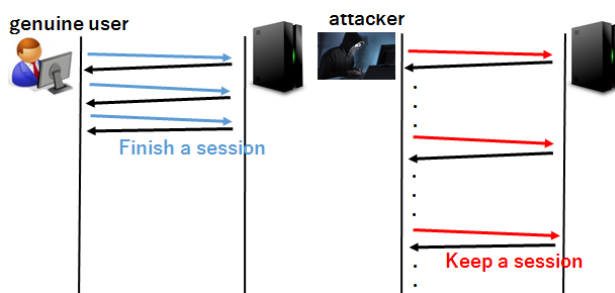 genuine user
attacker
Finish a session
Keep a session